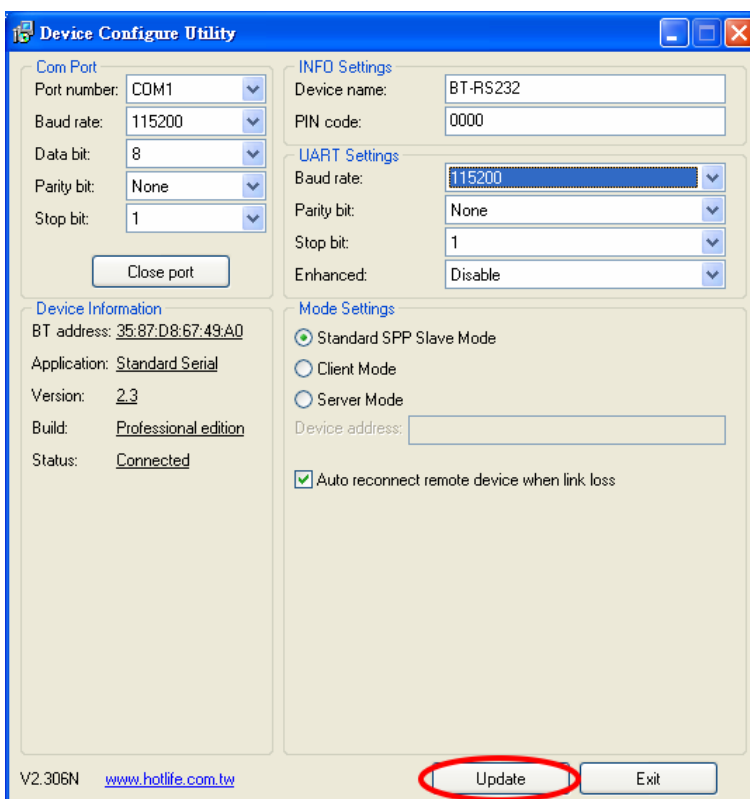 Device Configure Utility
Com Port
Port number: COM1
Baud rate: 115200
Data bit: 8
Parity bit: None
Stop bit: 1
Close port
INFO Settings
Device name: BT-RS232
PIN code: 0000
UART Settings
Baud rate: 115200
Parity bit: None
Stop bit: 1
Enhanced: Disable
Device Information
BT address: 35:87:D8:67:49:A0
Application: Standard Serial
Version: 2.3
Build: Professional edition
Status: Connected
Mode Settings
Standard SPP Slave Mode
Client Mode
Server Mode
Device address:
Auto reconnect remote device when link loss
V2.306N www.hotlife.com.tw
Update
Exit